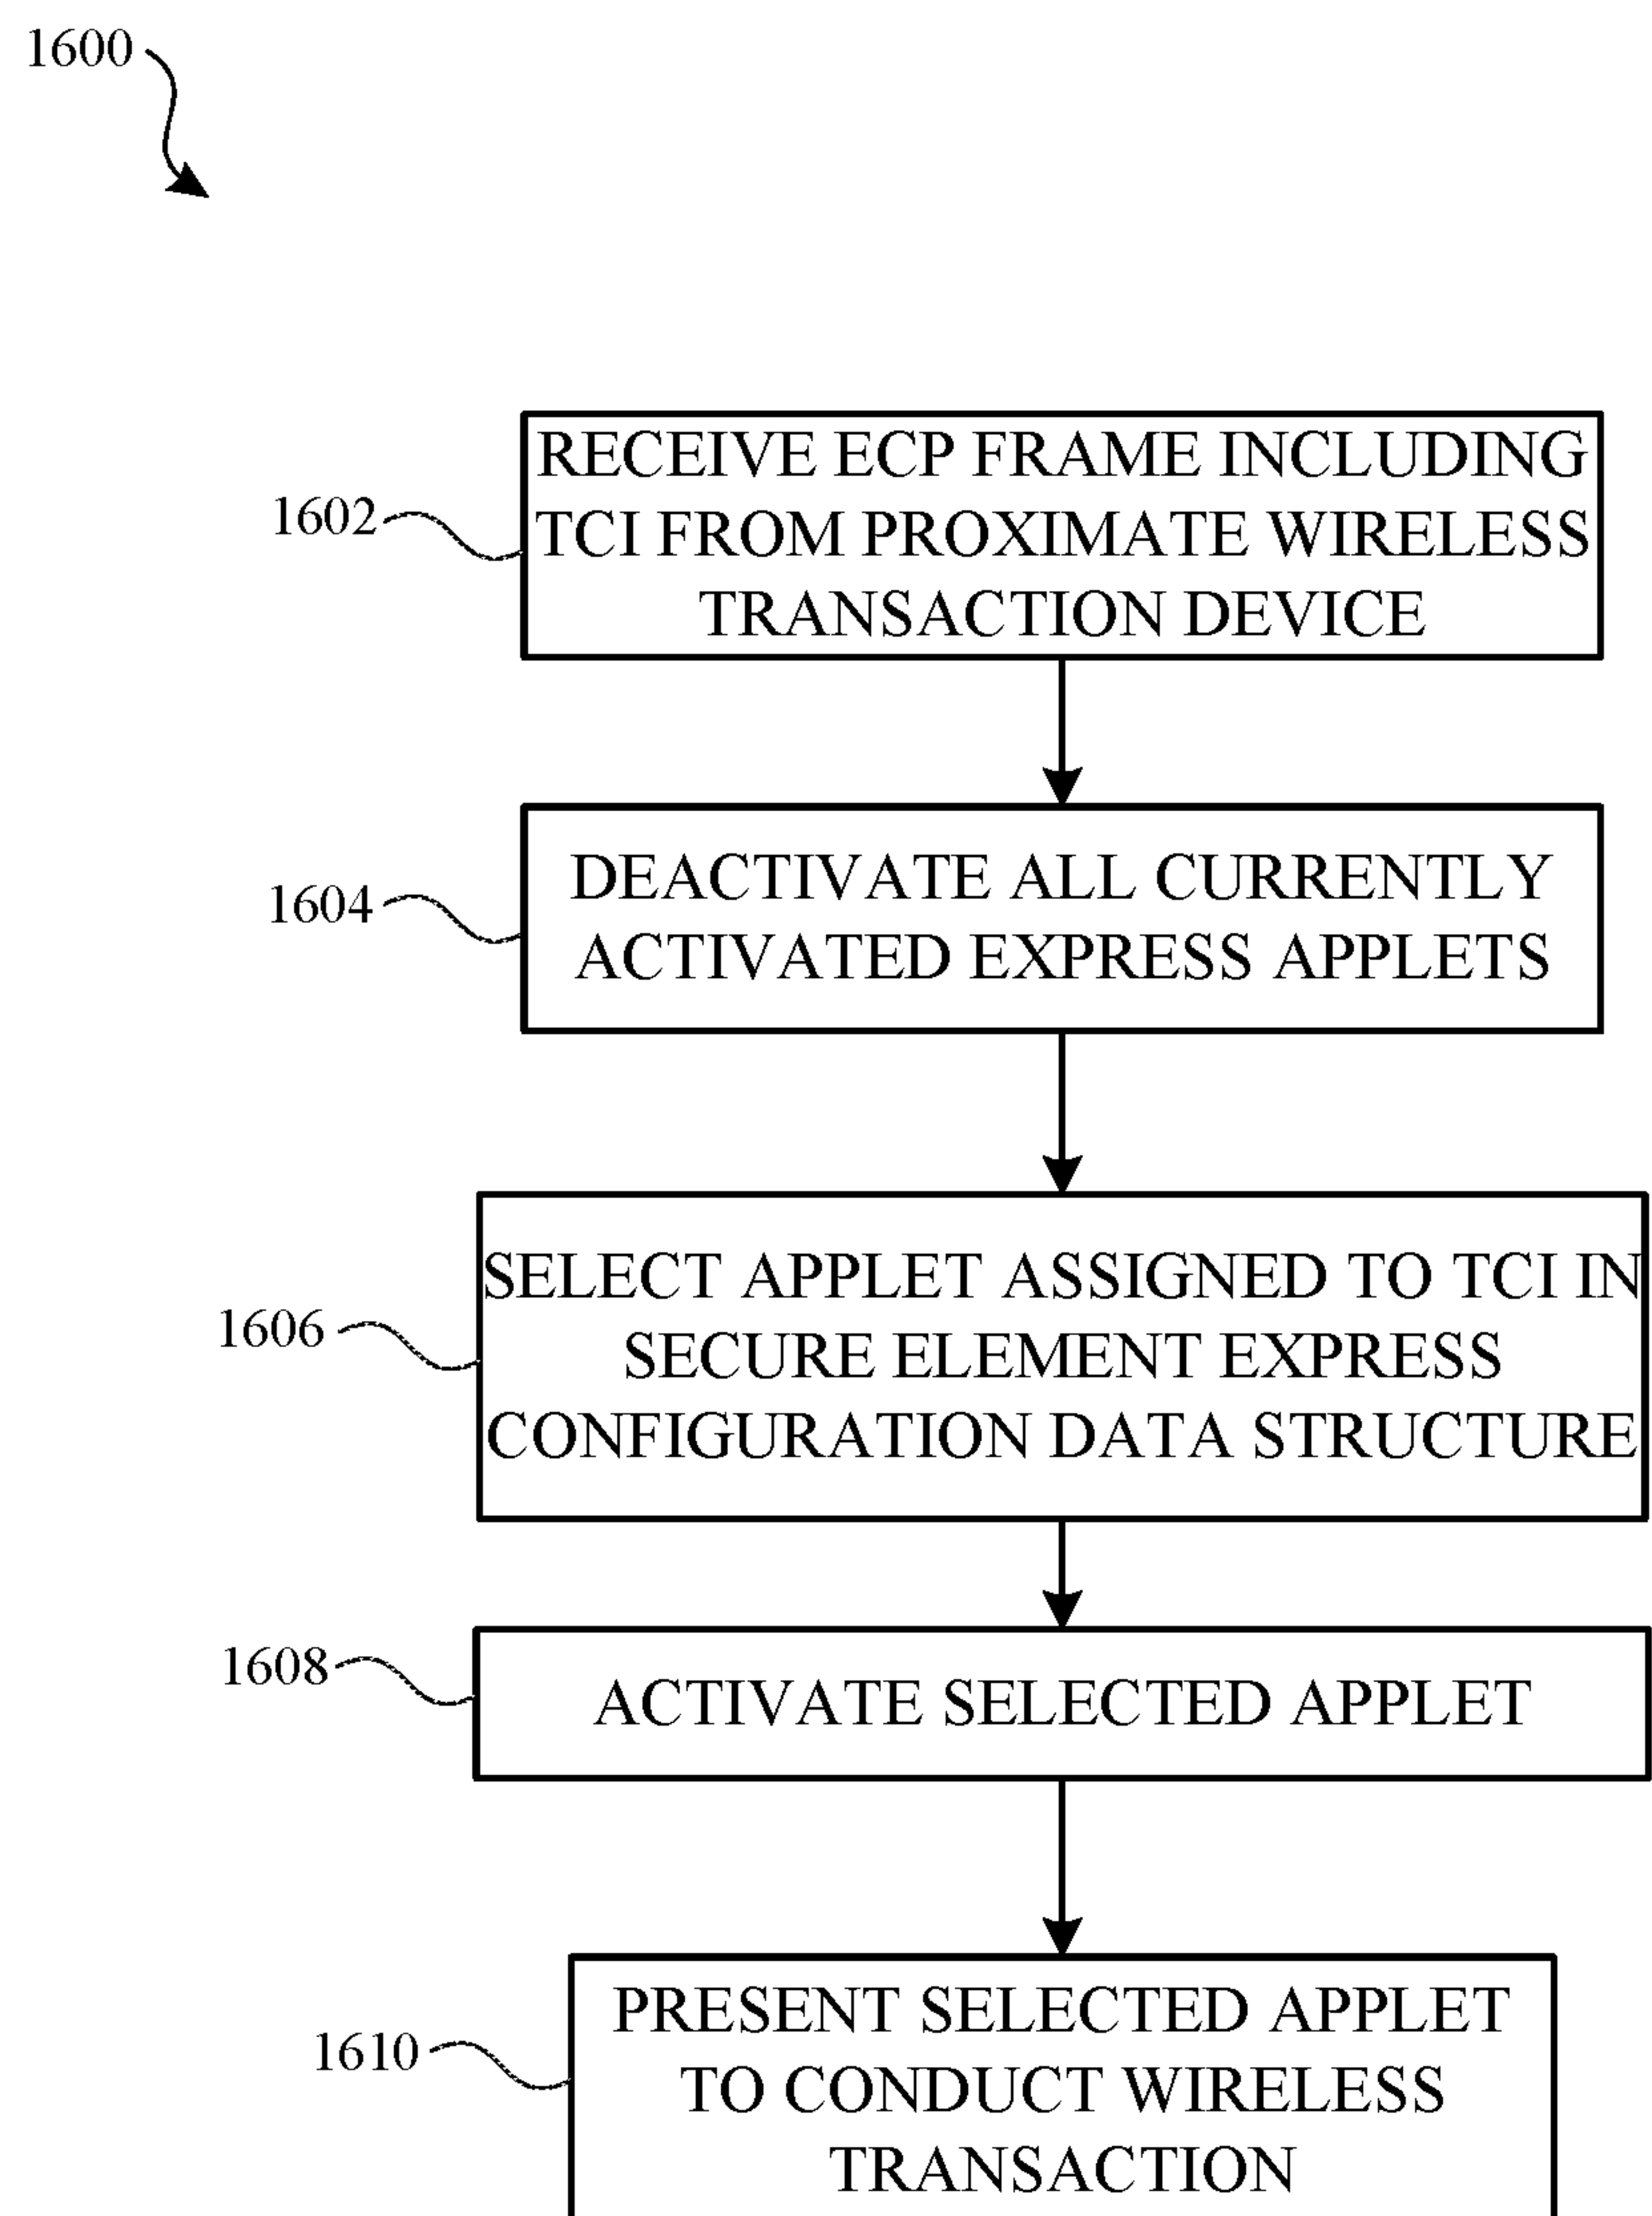 1600
1602
RECEIVE ECP FRAME INCLUDING
TCI FROM PROXIMATE WIRELESS
TRANSACTION DEVICE
1604
DEACTIVATE ALL CURRENTLY
ACTIVATED EXPRESS APPLETS
1606
SELECT APPLET ASSIGNED TO TCI IN
SECURE ELEMENT EXPRESS
CONFIGURATION DATA STRUCTURE
1608
ACTIVATE SELECTED APPLET
1610
PRESENT SELECTED APPLET
TO CONDUCT WIRELESS
TRANSACTION